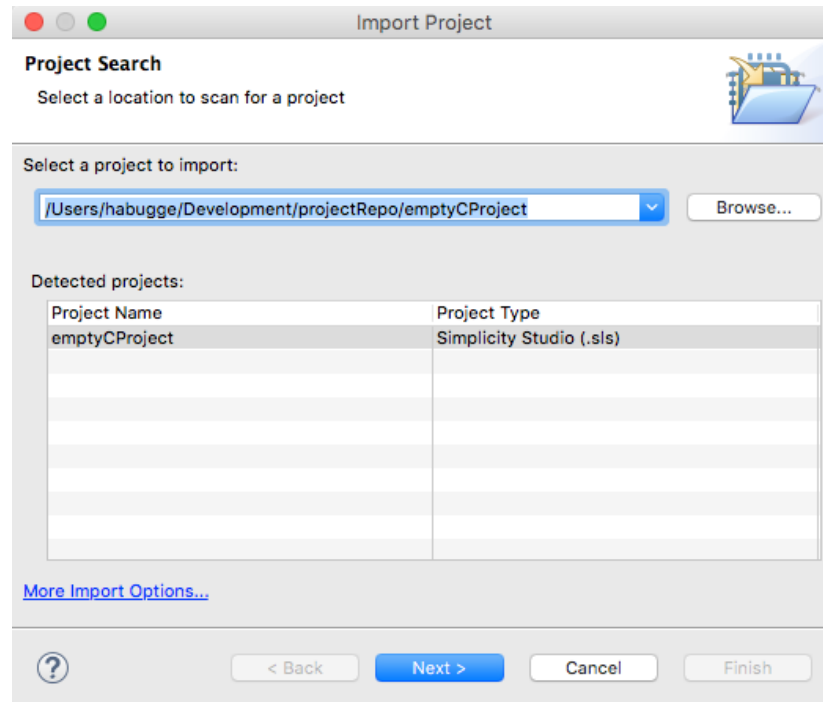 Import Project
Project Search
Select a location to scan for a project
Select a project to import:
/Users/habugge/Development/projectRepo/emptyCProject
Browse...
Detected projects:
Project Name Project Type
emptyCProject Simplicity Studio (.sls)
More Import Options...
? < Back Next > Cancel Finish